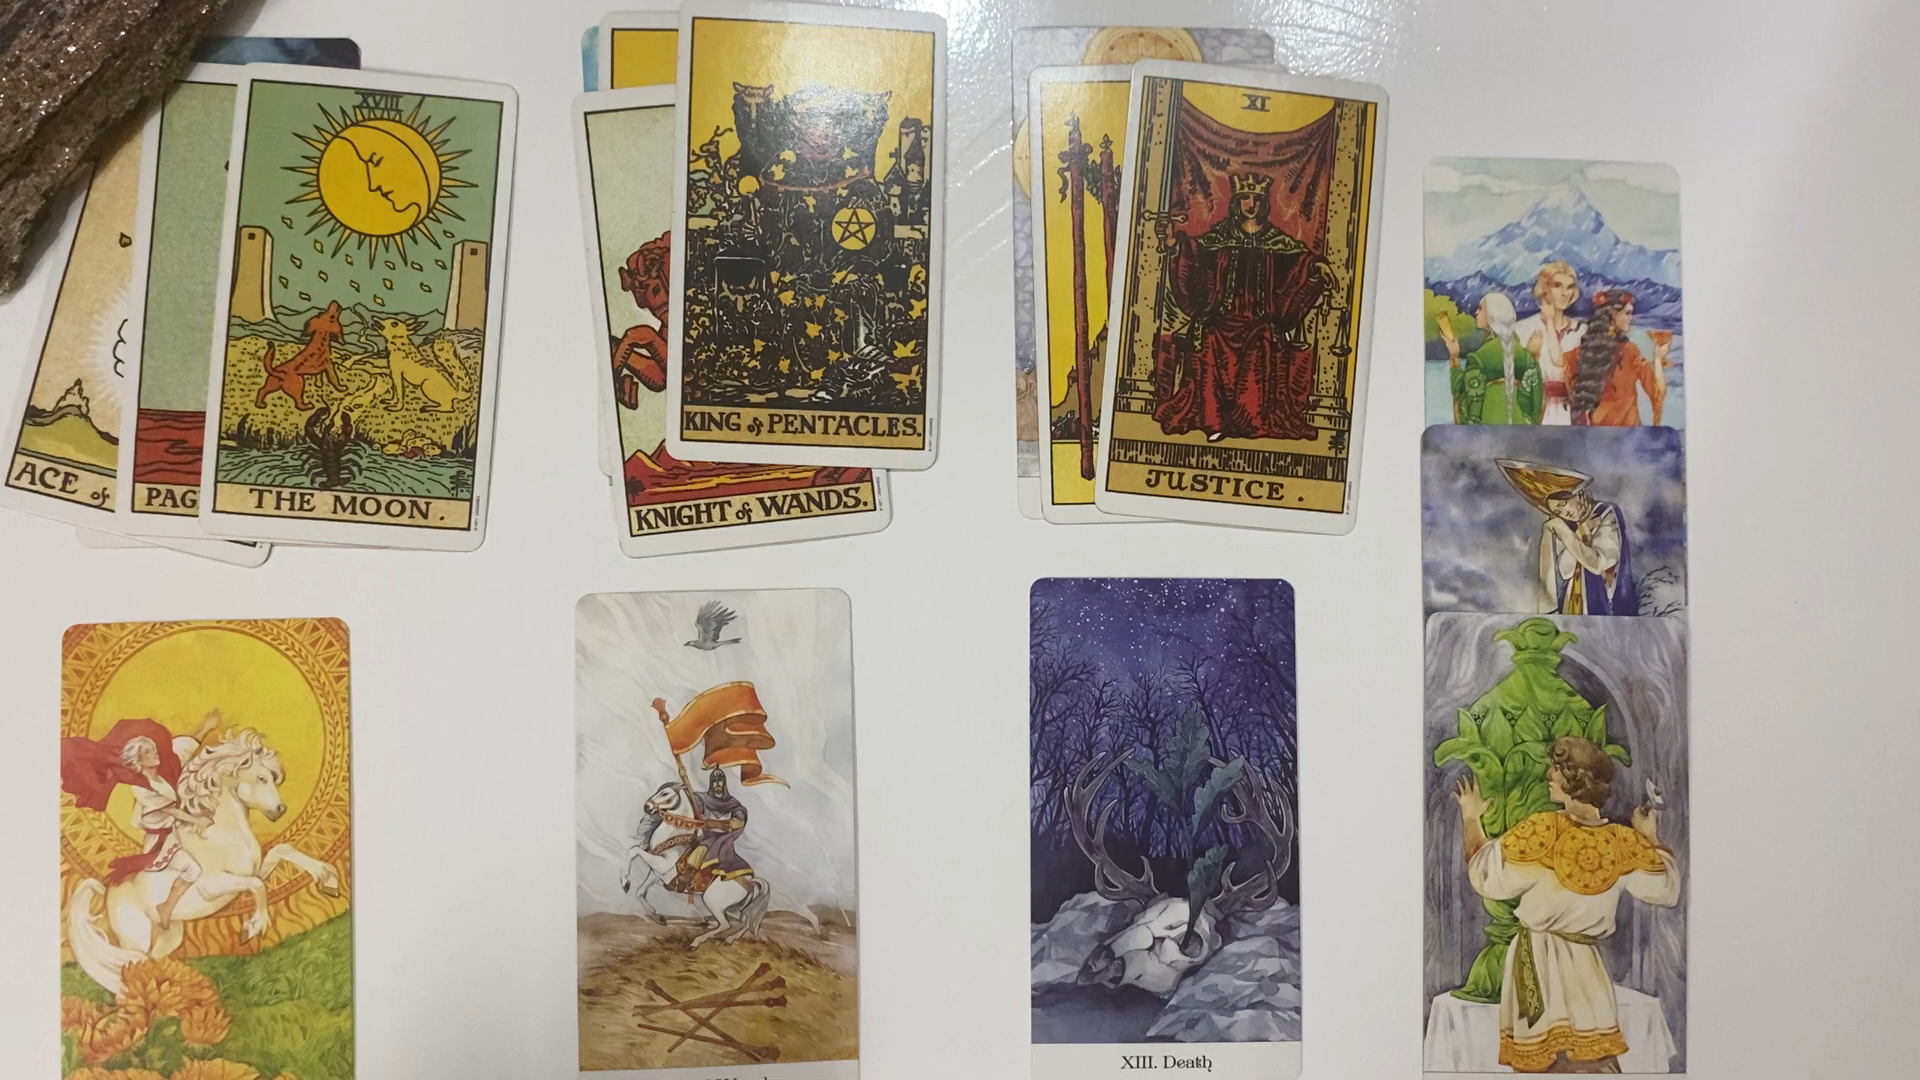 XVIII
ACE of
PAG
THE MOON.
KING of PENTACLES.
KNIGHT of WANDS.
XI
JUSTICE.
XIII. Death